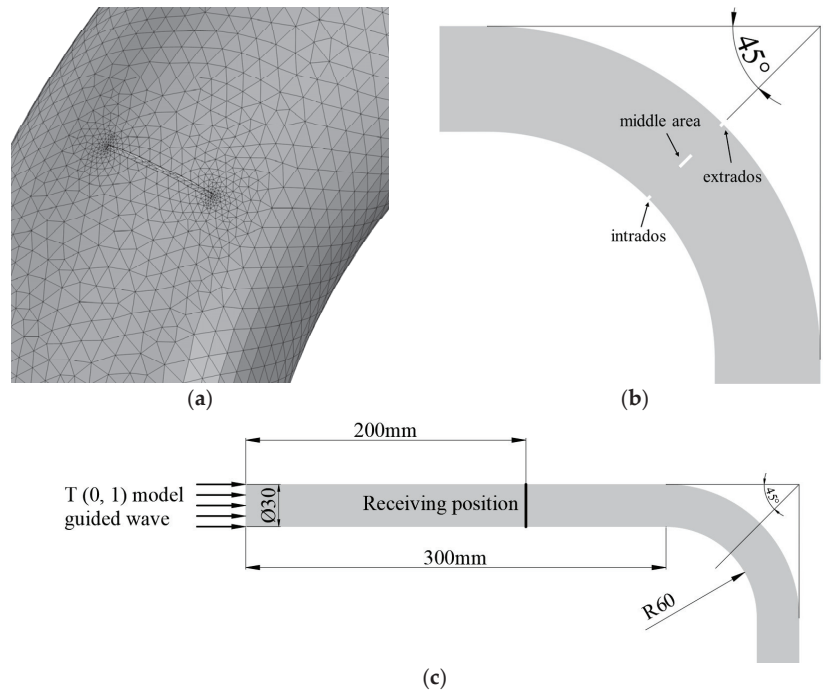 (a)
45°
middle area
extrados
intrados
(b)
200mm
T (0, 1) model
guided wave
Ø30
Receiving position
45°
300mm
R60
(c)